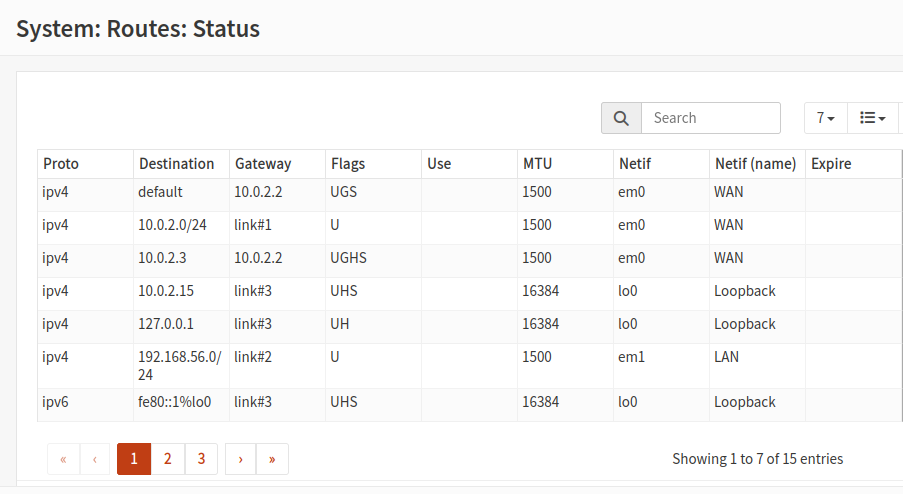 System: Routes: Status
Search
7
Proto Destination Gateway Flags Use MTU Netif Netif (name) Expire
ipv4 default 10.0.2.2 UGS 1500 em0 WAN
ipv4 10.0.2.0/24 link#1 U 1500 em0 WAN
ipv4 10.0.2.3 10.0.2.2 UGHS 1500 em0 WAN
ipv4 10.0.2.15 link#3 UHS 16384 lo0 Loopback
ipv4 127.0.0.1 link#3 UH 16384 lo0 Loopback
ipv4 192.168.56.0/ link#2 U 1500 em1 LAN
24
ipv6 fe80::1%lo0 link#3 UHS 16384 lo0 Loopback
« ‹ 1 2 3 › » Showing 1 to 7 of 15 entries